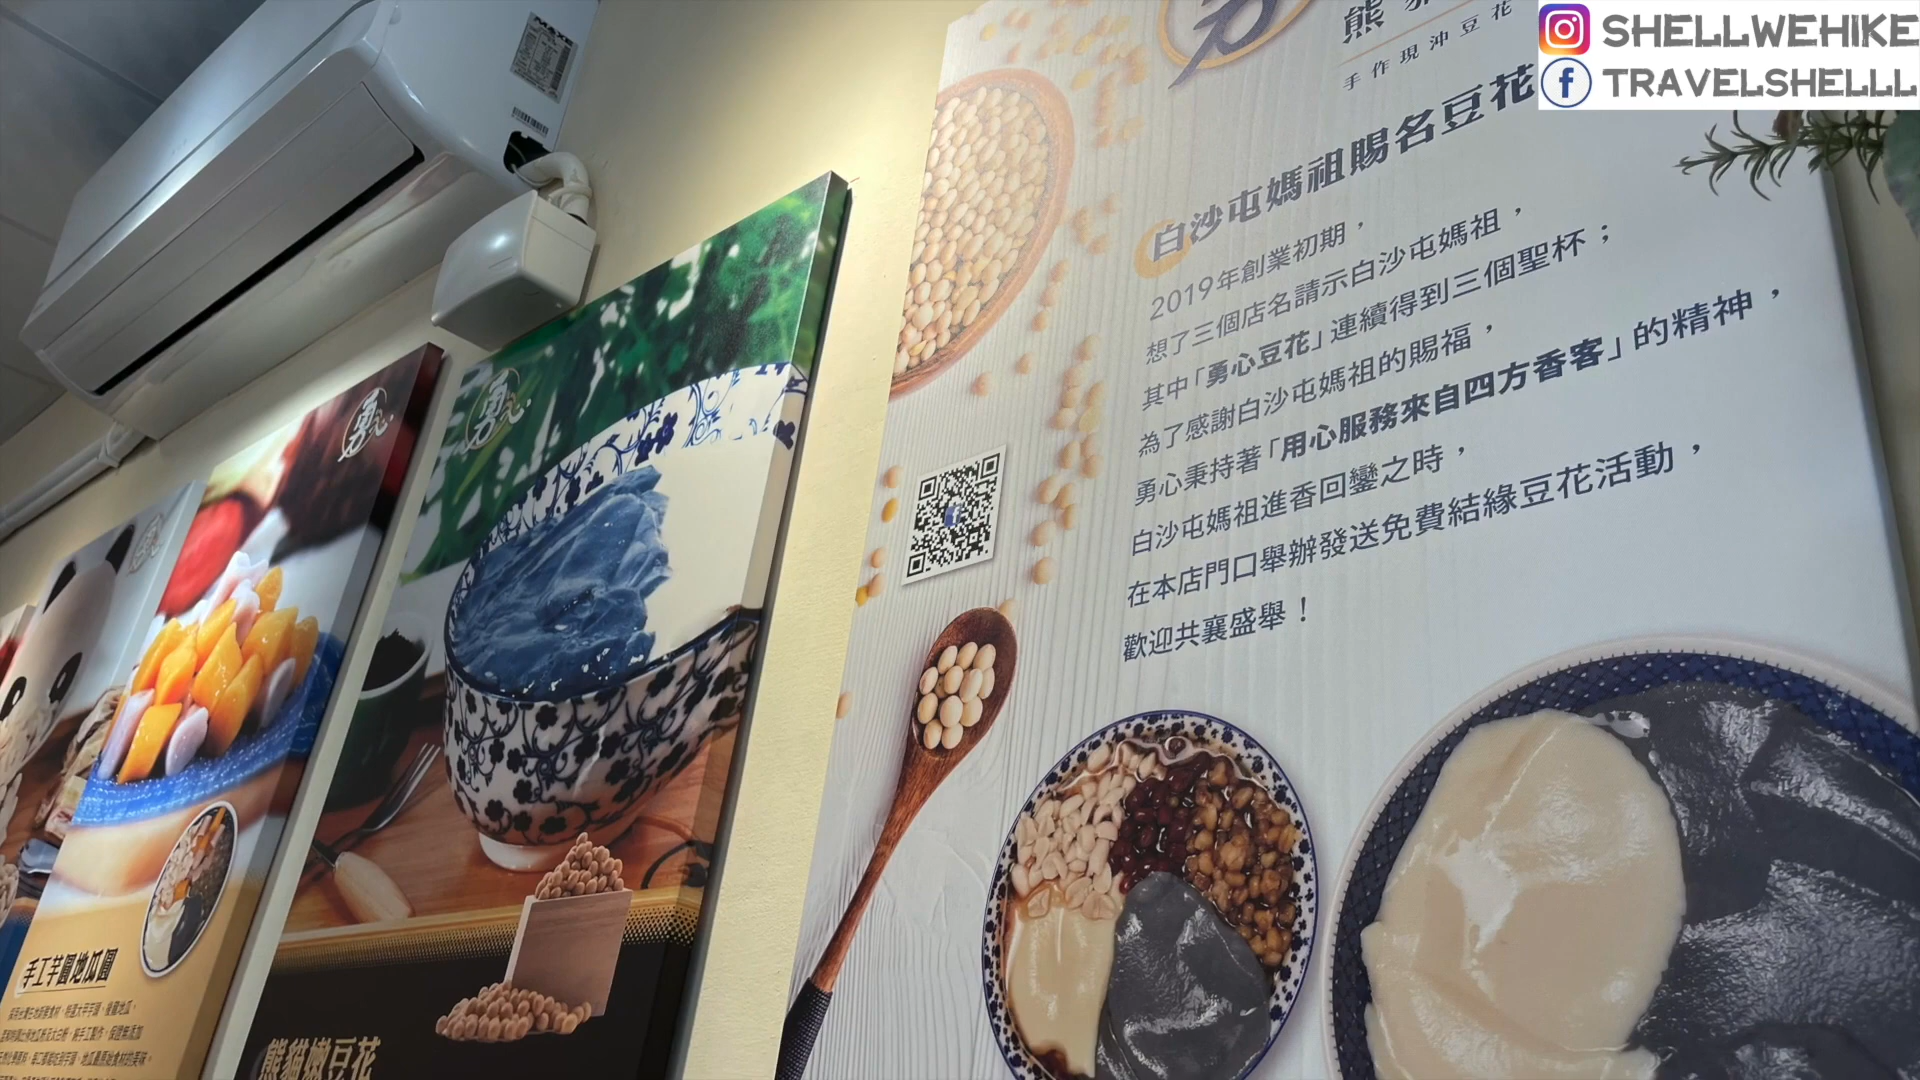 SHELLWEHIKE
TRAVELSHELLL
MAXE
熊
手作現沖豆花
白沙屯媽祖賜名豆花
2019年創業初期，
想了三個店名請示白沙屯媽祖，
其中「勇心豆花」連續得到三個聖杯；
為了感謝白沙屯媽祖的賜福，
勇心秉持著「用心服務來自四方香客」的精神，
白沙屯媽祖進香回鑾之時，
在本店門口舉辦發送免費結緣豆花活動，
歡迎共襄盛舉！
勇心
勇心
手工芋圓地瓜圓
熊貓嫩豆花